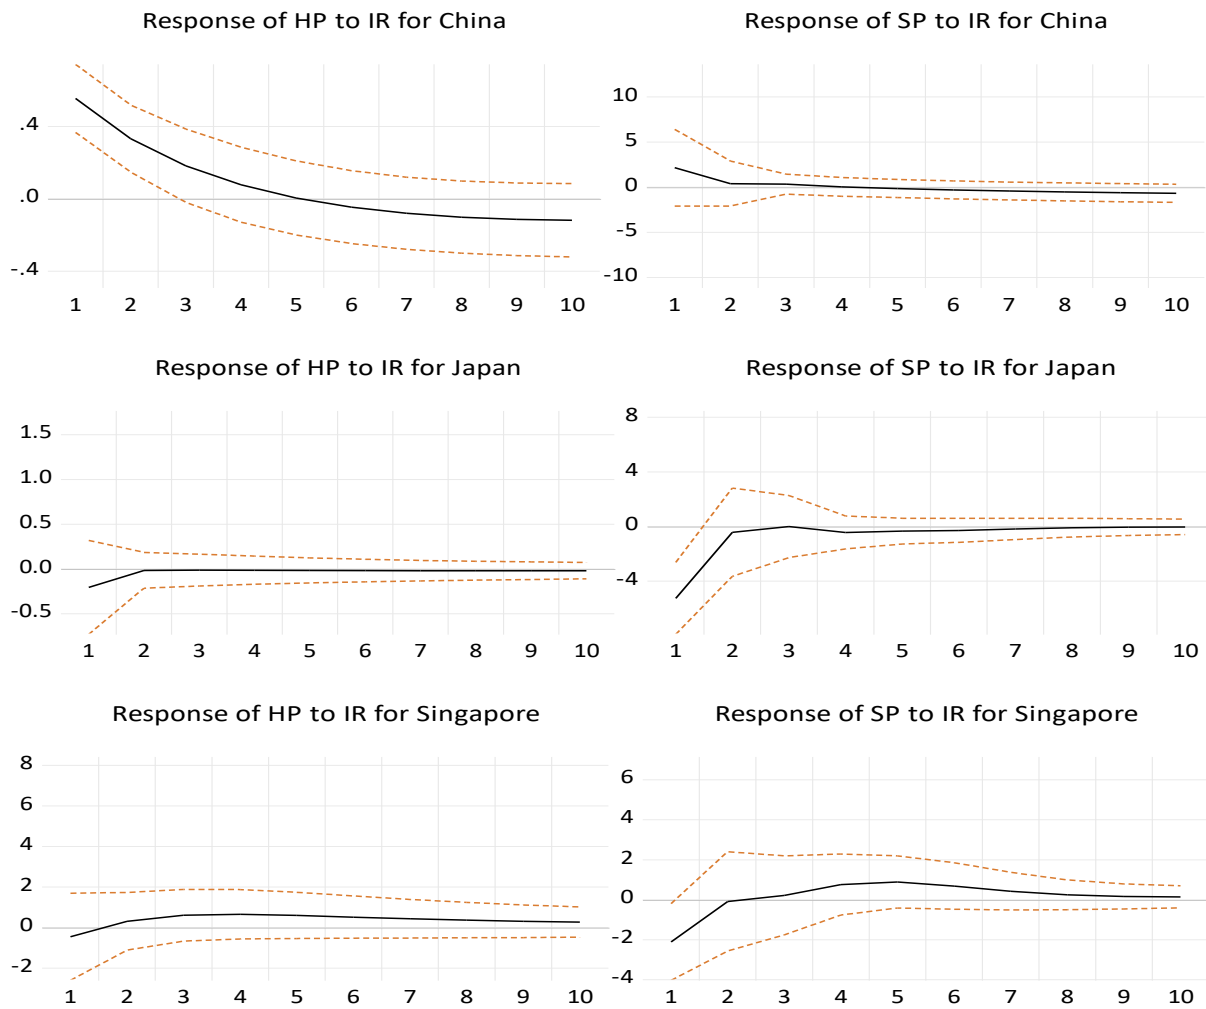 Response of HP to IR for China
.4
.0
-.4
1 2 3 4 5 6 7 8 9 10
Response of SP to IR for China
10
5
0
-5
-10
1 2 3 4 5 6 7 8 9 10
Response of HP to IR for Japan
1.5
1.0
0.5
0.0
-0.5
1 2 3 4 5 6 7 8 9 10
Response of SP to IR for Japan
8
4
0
-4
1 2 3 4 5 6 7 8 9 10
Response of HP to IR for Singapore
8
6
4
2
0
-2
1 2 3 4 5 6 7 8 9 10
Response of SP to IR for Singapore
6
4
2
0
-2
-4
1 2 3 4 5 6 7 8 9 10